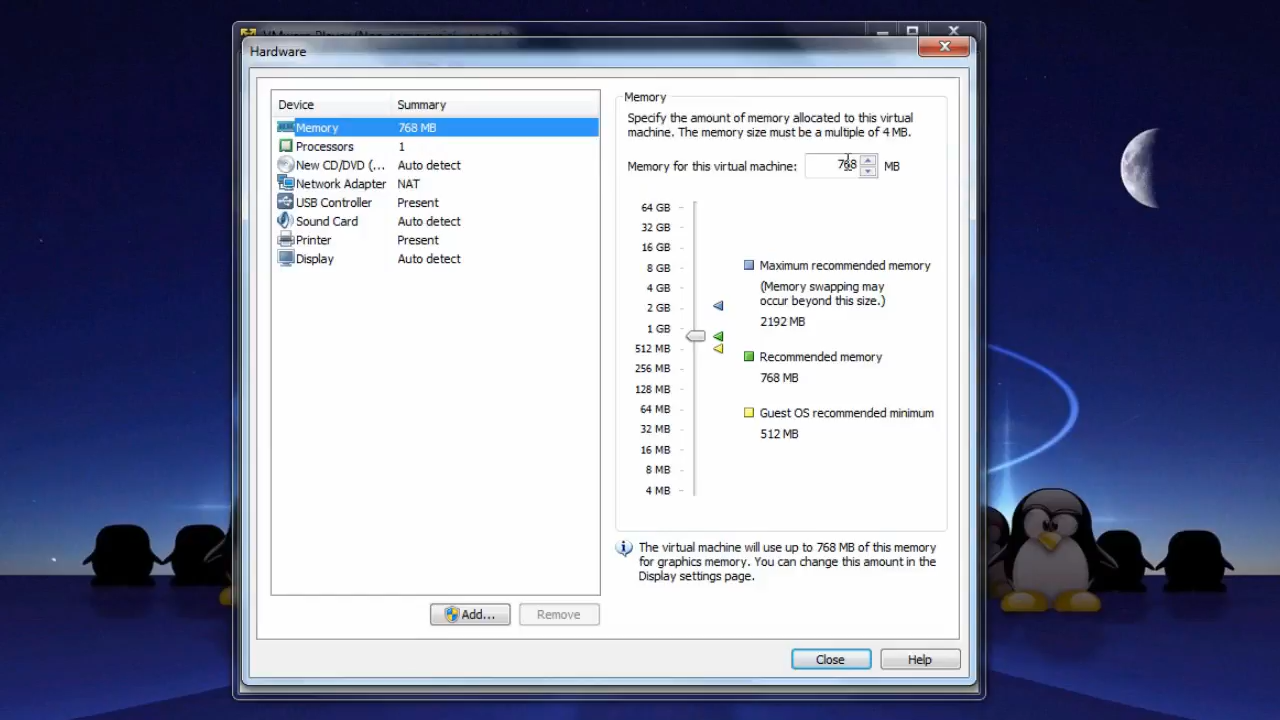 VMware Player (Non-commercial use only)
Hardware
Device Summary
Memory 768 MB
Processors 1
New CD/DVD (... Auto detect
Network Adapter NAT
USB Controller Present
Sound Card Auto detect
Printer Present
Display Auto detect
Add...
Remove
Memory
Specify the amount of memory allocated to this virtual
machine. The memory size must be a multiple of 4 MB.
Memory for this virtual machine: 768 MB
64 GB
32 GB
16 GB
8 GB
4 GB
2 GB
1 GB
512 MB
256 MB
128 MB
64 MB
32 MB
16 MB
8 MB
4 MB
Maximum recommended memory
(Memory swapping may
occur beyond this size.)
2192 MB
Recommended memory
768 MB
Guest OS recommended minimum
512 MB
The virtual machine will use up to 768 MB of this memory
for graphics memory. You can change this amount in the
Display settings page.
Close
Help